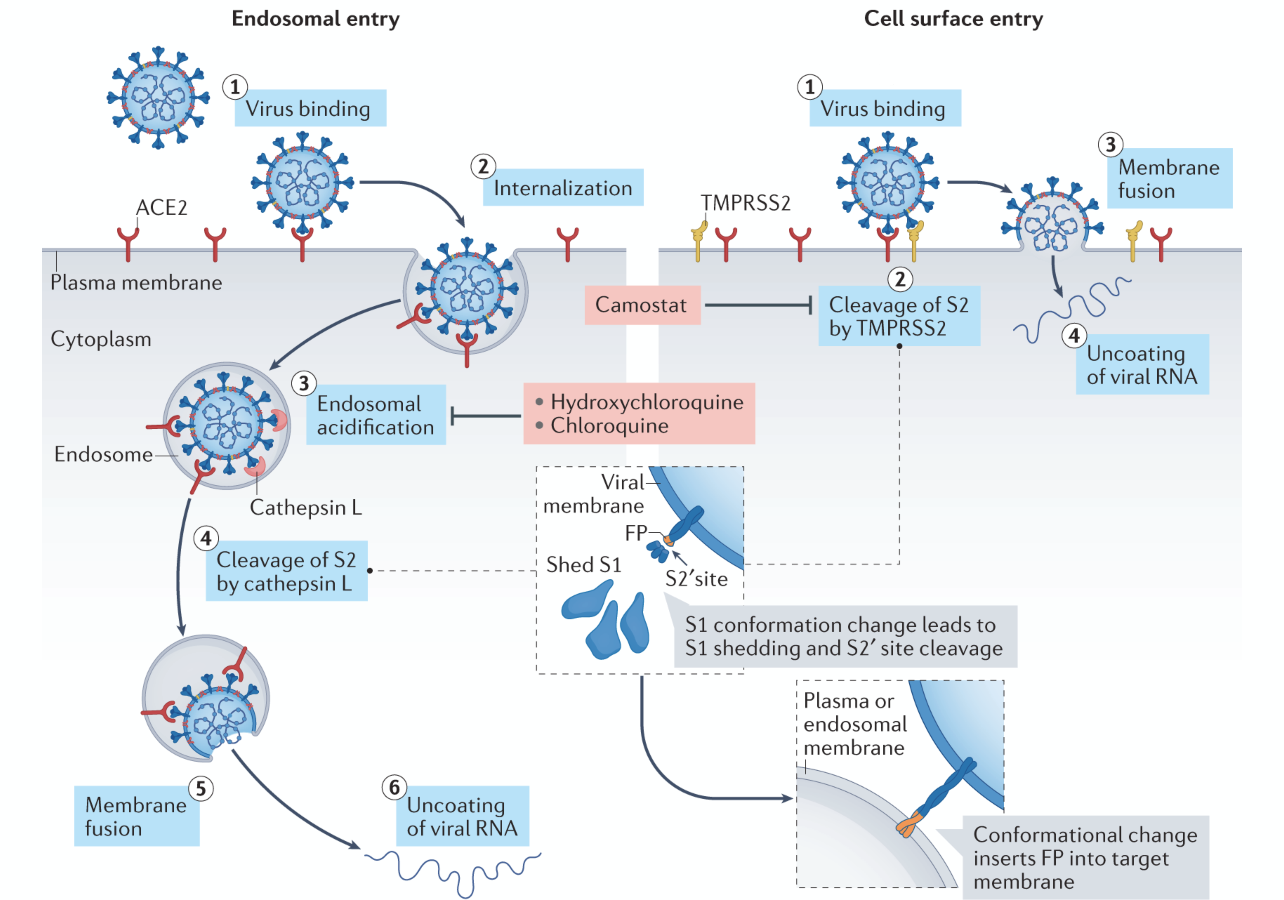 Endosomal entry
1
Virus binding
2
Internalization
ACE2
Plasma membrane
Cytoplasm
3
Endosomal
acidification
• Hydroxychloroquine
• Chloroquine
Endosome
Cathepsin L
4
Cleavage of S2
by cathepsin L
5
Membrane
fusion
6
Uncoating
of viral RNA
Cell surface entry
1
Virus binding
TMPRSS2
2
Cleavage of S2
by TMPRSS2
Camostat
3
Membrane
fusion
4
Uncoating
of viral RNA
Viral
membrane
FP
S2′ site
Shed S1
S1 conformation change leads to
S1 shedding and S2′ site cleavage
Plasma or
endosomal
membrane
Conformational change
inserts FP into target
membrane